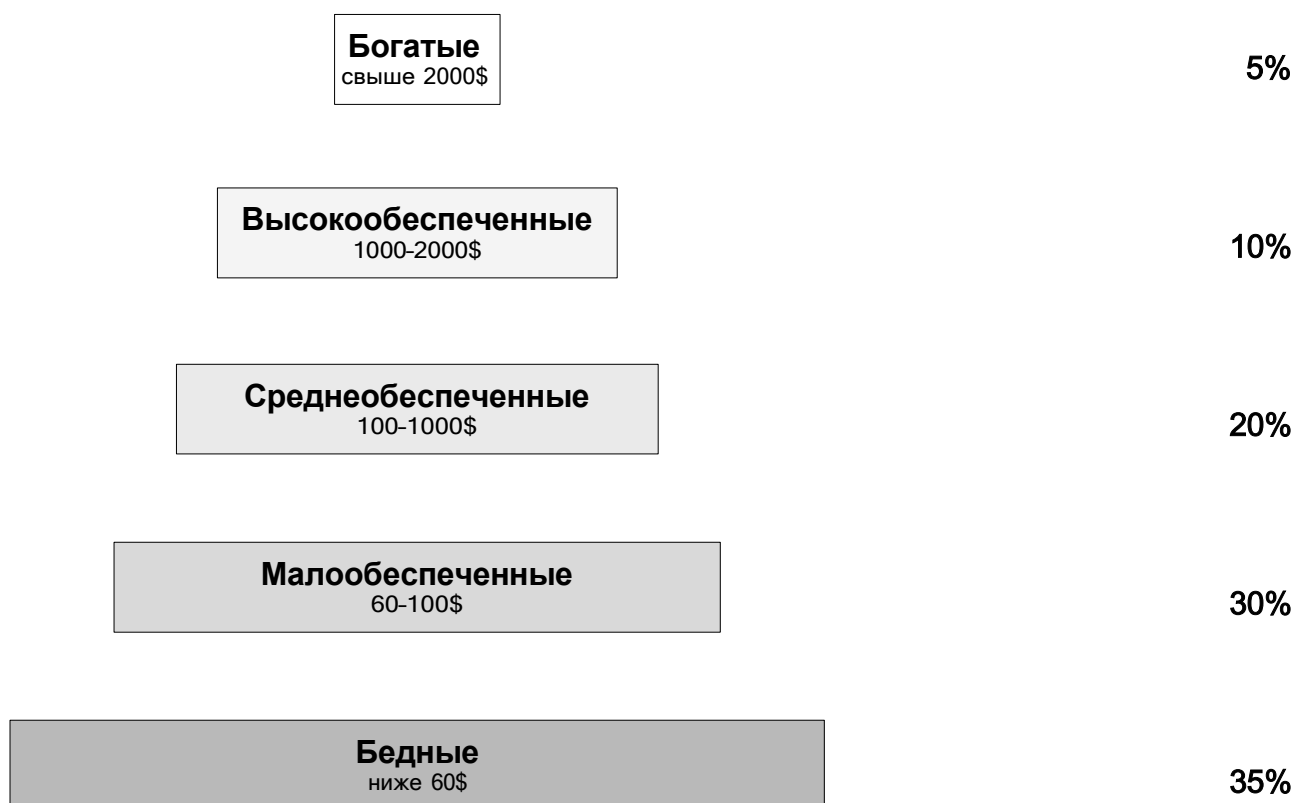 Богатые
свыше 2000$
5%
Высокообеспеченные
1000-2000$
10%
Среднеобеспеченные
100-1000$
20%
Малообеспеченные
60-100$
30%
Бедные
ниже 60$
35%